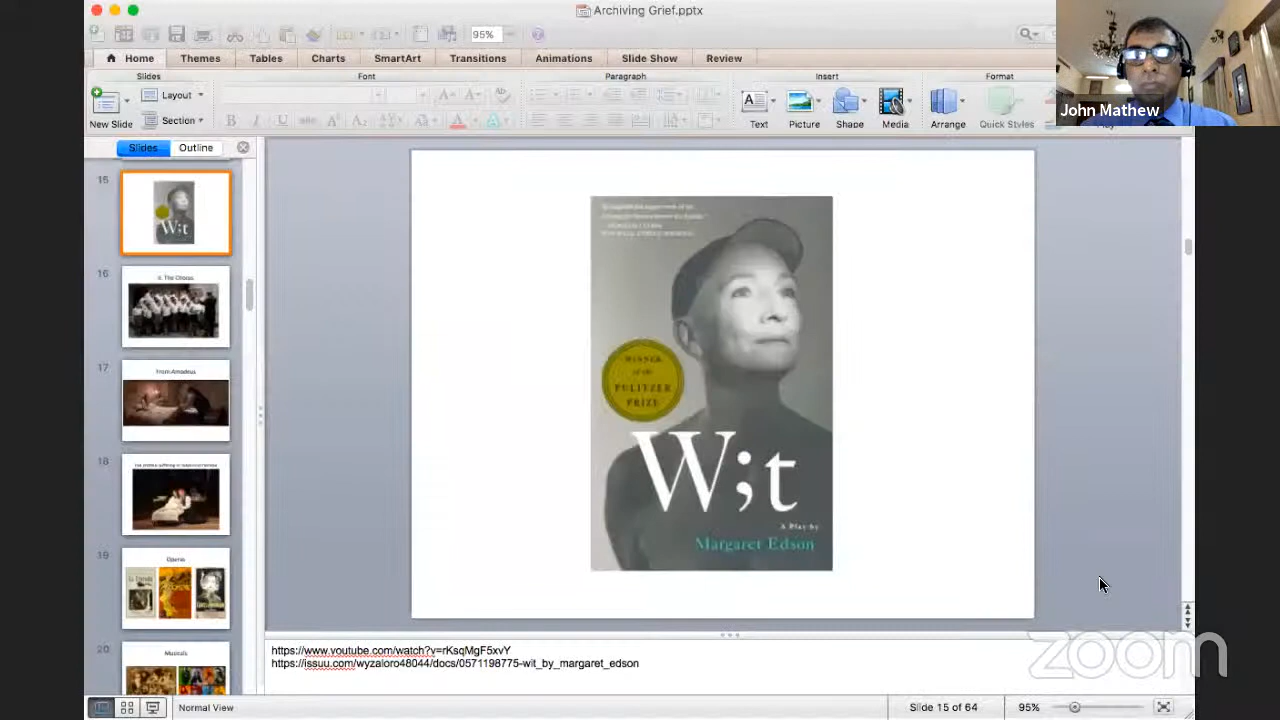 Archiving Grief.pptx
95%
Home
Themes
Tables
Charts
SmartArt
Transitions
Animations
Slide Show
Review
Slides
Font
Paragraph
Insert
Format
New Slide
Layout
Section
Text
Picture
Shape
Media
Arrange
Quick Styles
John Mathew
Slides
Outline
15
W;t
16
17
From Amadeus
18
19
Operas
20
Musicals
WINNER
of the
PULITZER
PRIZE
W;t
A Play by
Margaret Edson
https://www.youtube.com/watch?v=rKsqMgF5xvY
https://issuu.com/wyzaloro48044/docs/0571198775-wit_by_margaret_edson
zoom
Normal View
Slide 15 of 64
95%